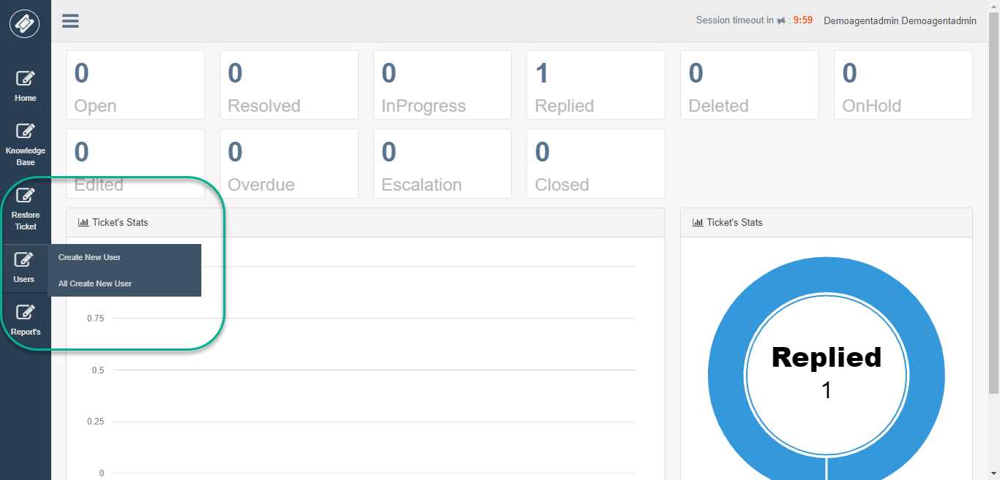 Session timeout in : 9:59 Demoagentadmin Demoagentadmin
Home
Knowledge
Base
Restore
Ticket
Users
Report's
Create New User
All Create New User
0
Open
0
Resolved
0
InProgress
1
Replied
0
Deleted
0
OnHold
0
Edited
0
Overdue
0
Escalation
0
Closed
Ticket's Stats
0.75
0.5
0.25
0
Ticket's Stats
Replied
1